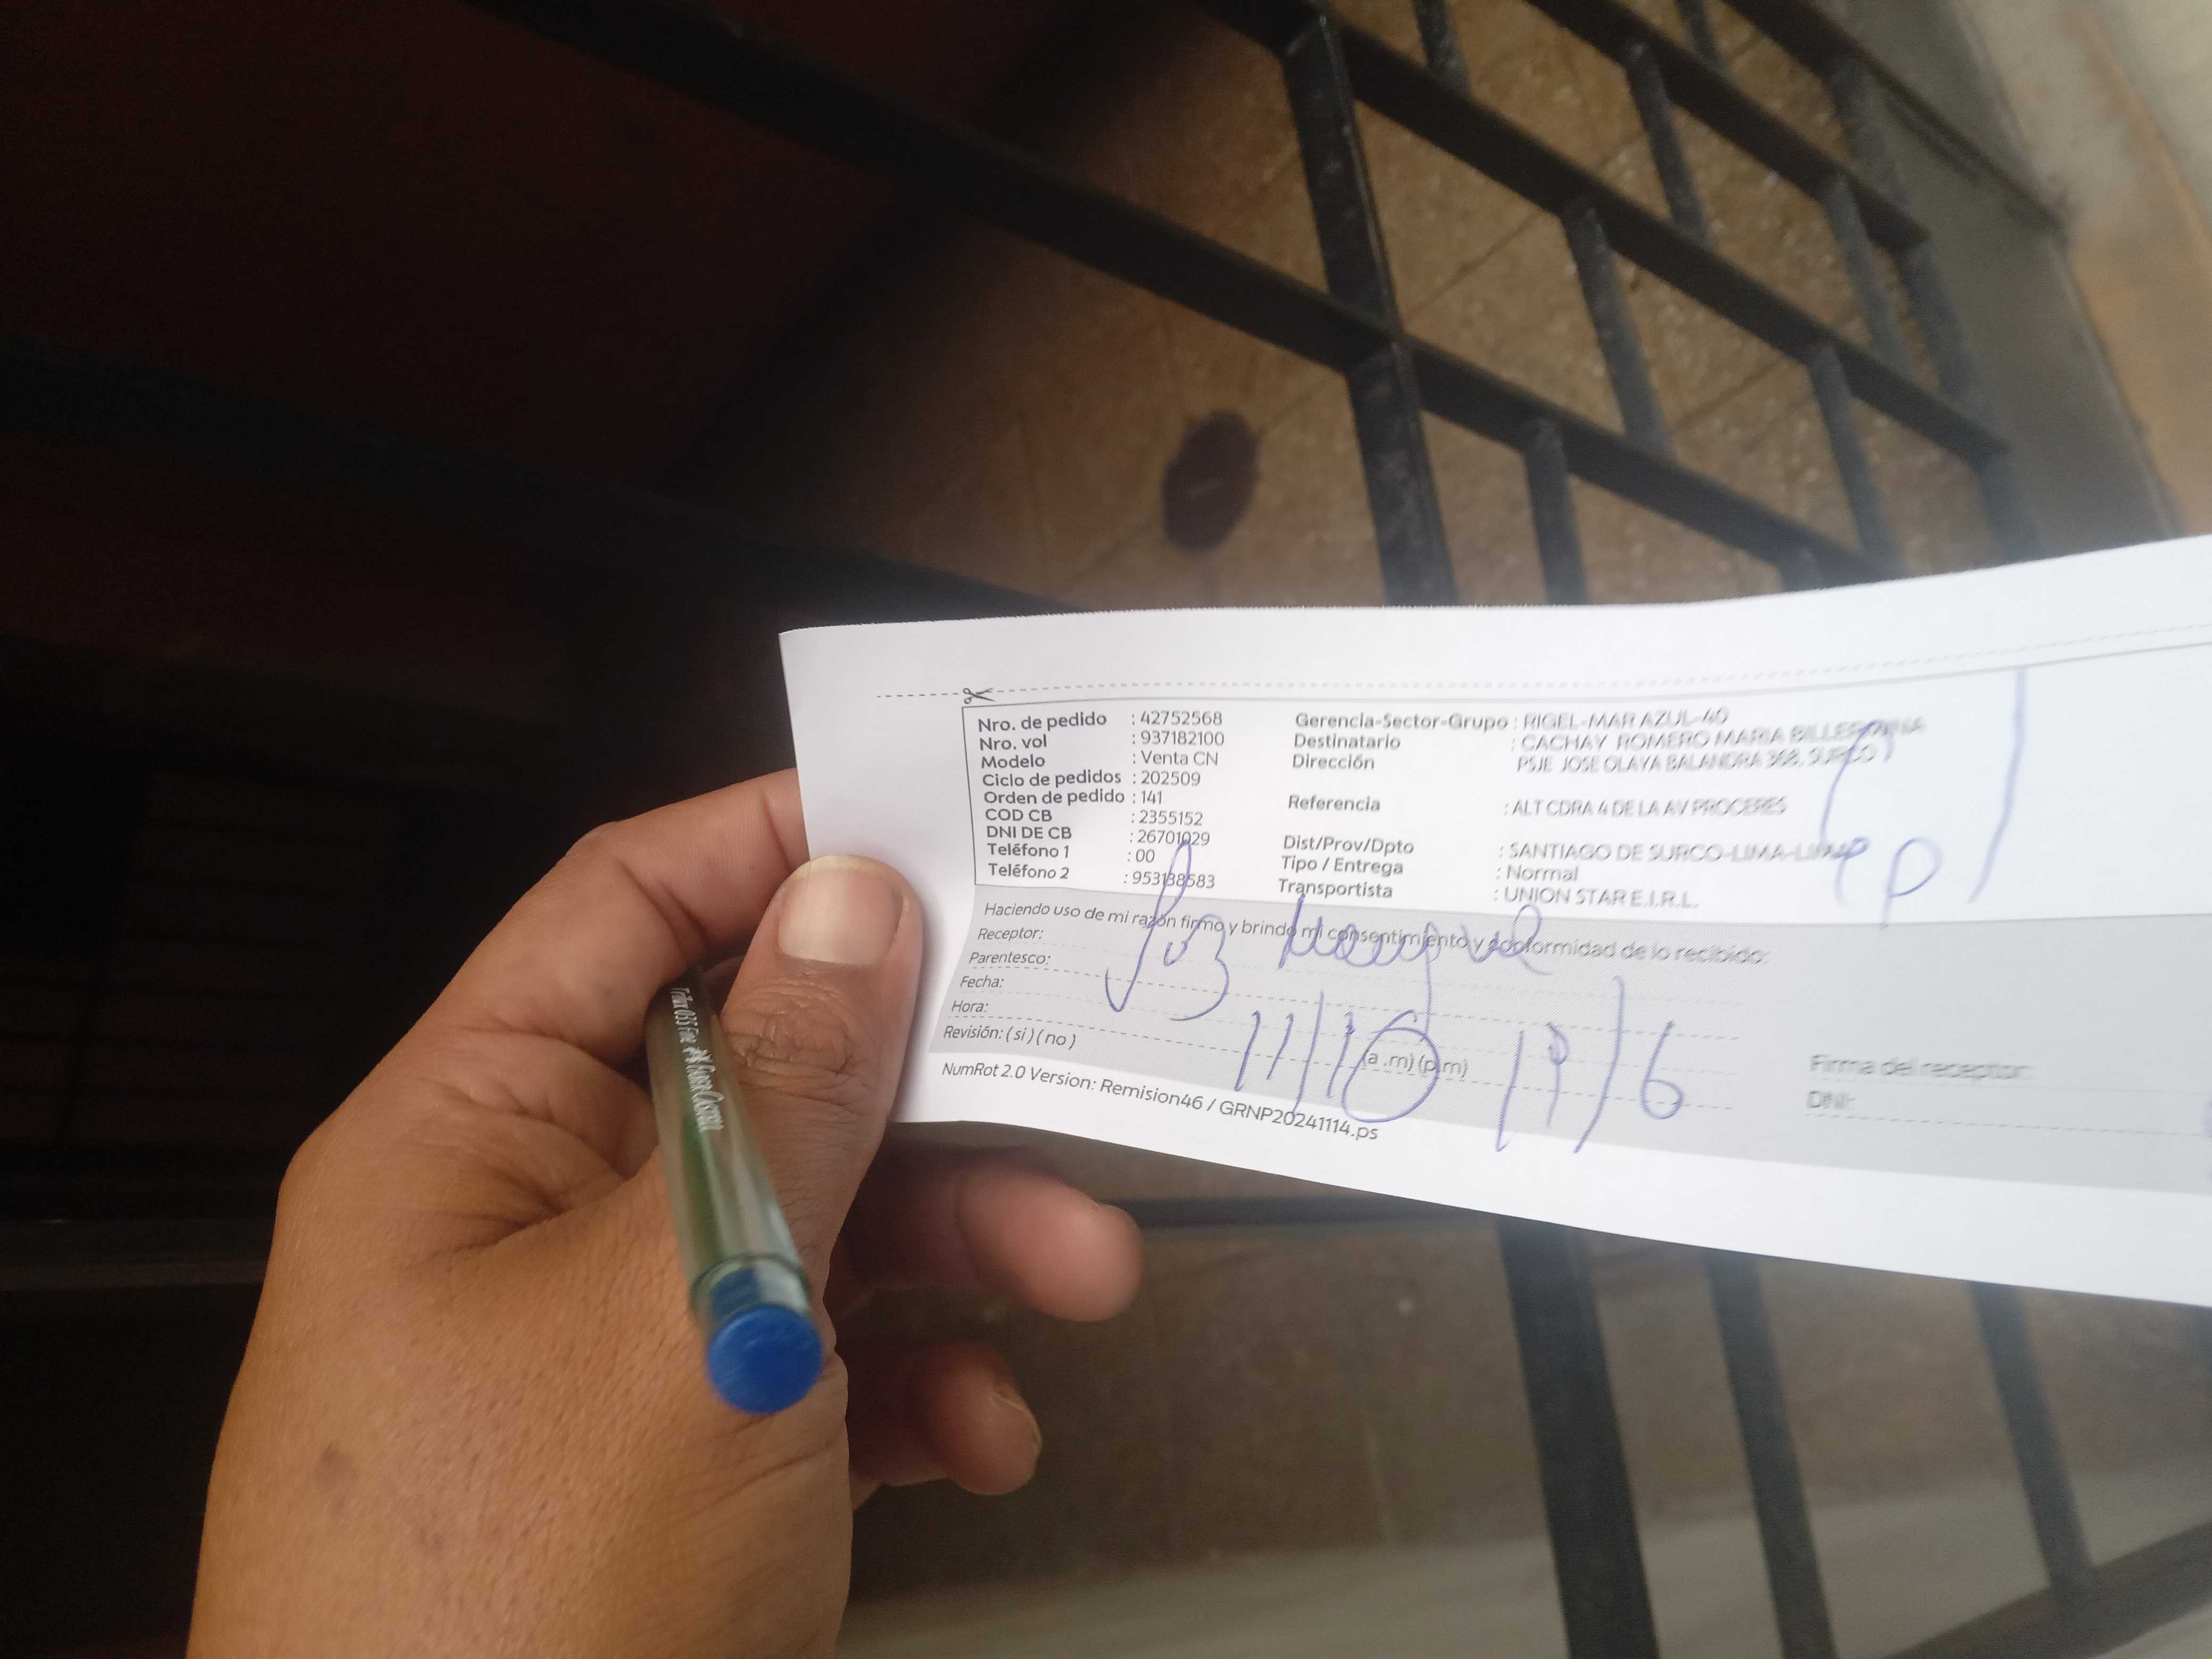 Nro. de pedido : 42752568 Gerencia-Sector-Grupo : RIGEL-MAR AZUL-40
Nro. vol : 937182100 Destinatario : CACHAY ROMERO MARIA
Modelo : Venta CN Dirección PSJE JOSE OLAYA BALANDRA 368, SURCO
Ciclo de pedidos : 202509
Orden de pedido : 141 Referencia : ALT CDRA 4 DE LA AV PROCERES
COD CB : 2355152
DNI DE CB : 26701029 Dist/Prov/Dpto : SANTIAGO DE SURCO-LIMA-LIMA
Teléfono 1 : 00 Tipo / Entrega : Normal
Teléfono 2 : 953138583 Transportista : UNION STAR E.I.R.L.
Haciendo uso de mi razón firmo y brindo mi consentimiento y conformidad de lo recibido:
Receptor:
Parentesco:
Fecha:
Hora: (a .m) (p.m)
Revisión: ( si ) ( no )
Firma del receptor:
DNI:
NumRot 2.0 Version: Remision46 / GRNP20241114.ps
Trilux 035 Fine Faber-Castell